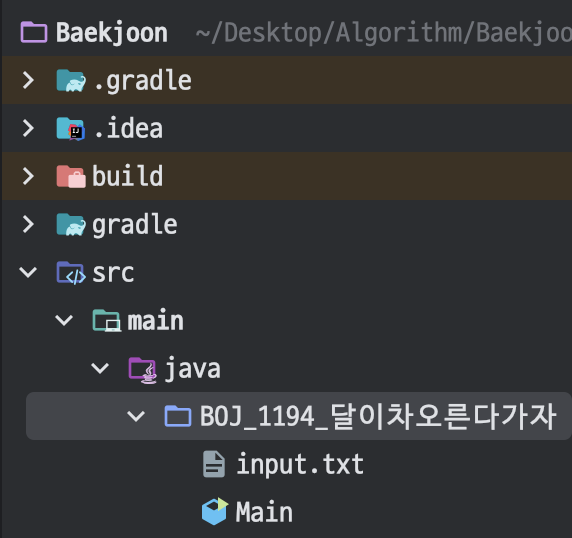 Baekjoon ~/Desktop/Algorithm/Baekjoo
.gradle
.idea
build
gradle
src
main
java
BOJ_1194_달이차오른다가자
input.txt
Main